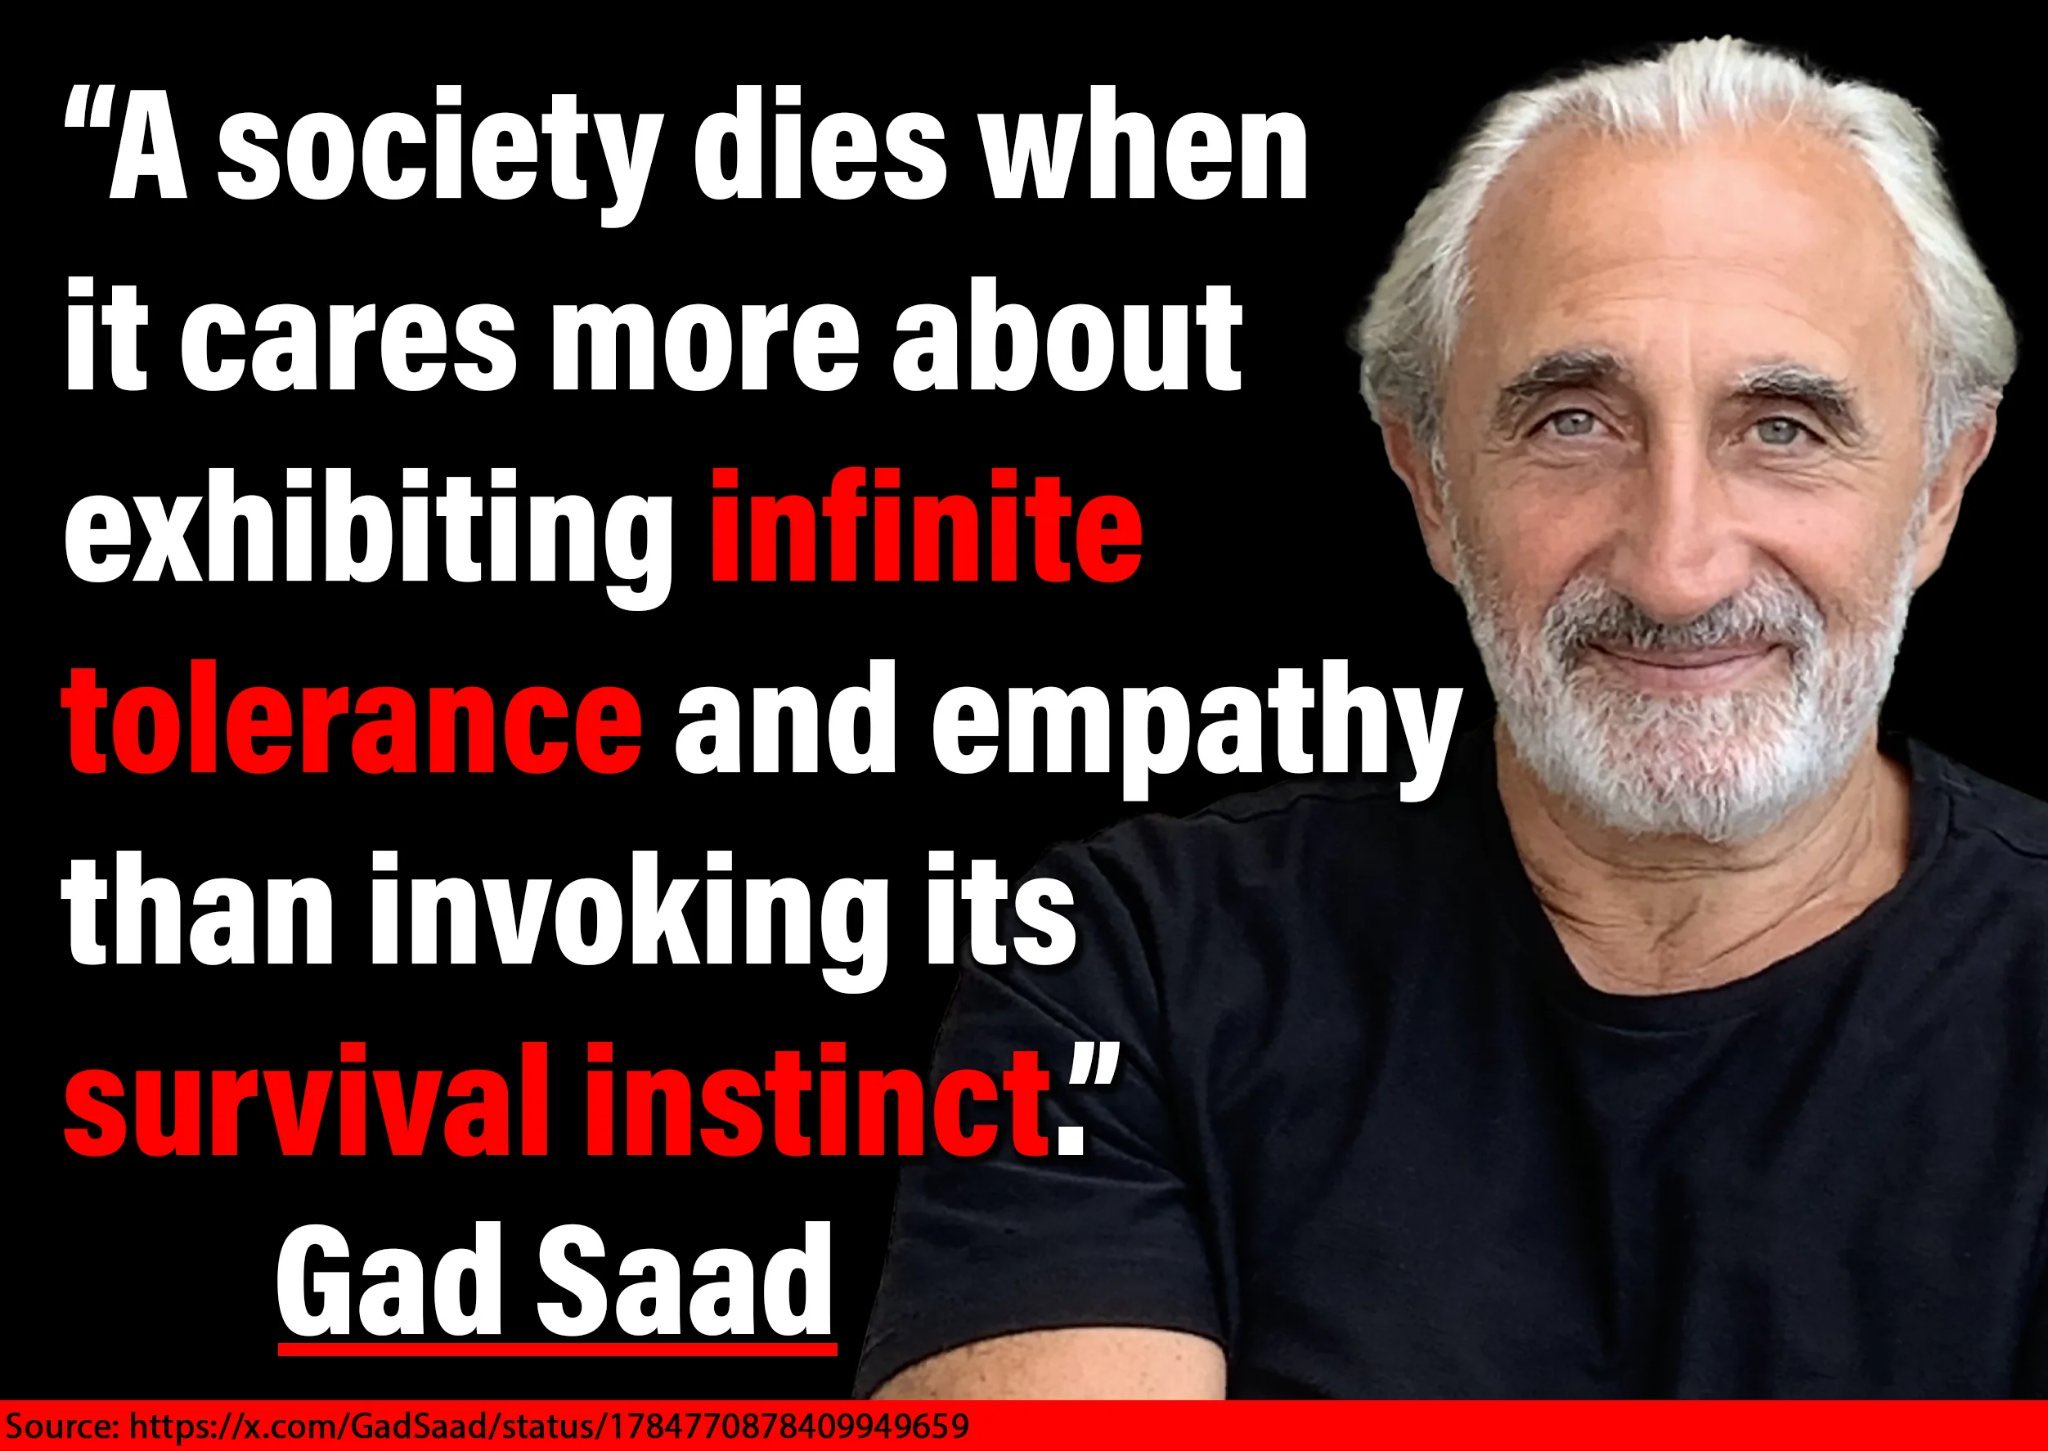 “A society dies when
it cares more about
exhibiting infinite
tolerance and empathy
than invoking its
survival instinct.”
Gad Saad
Source: https://x.com/GadSaad/status/1784770878409949659